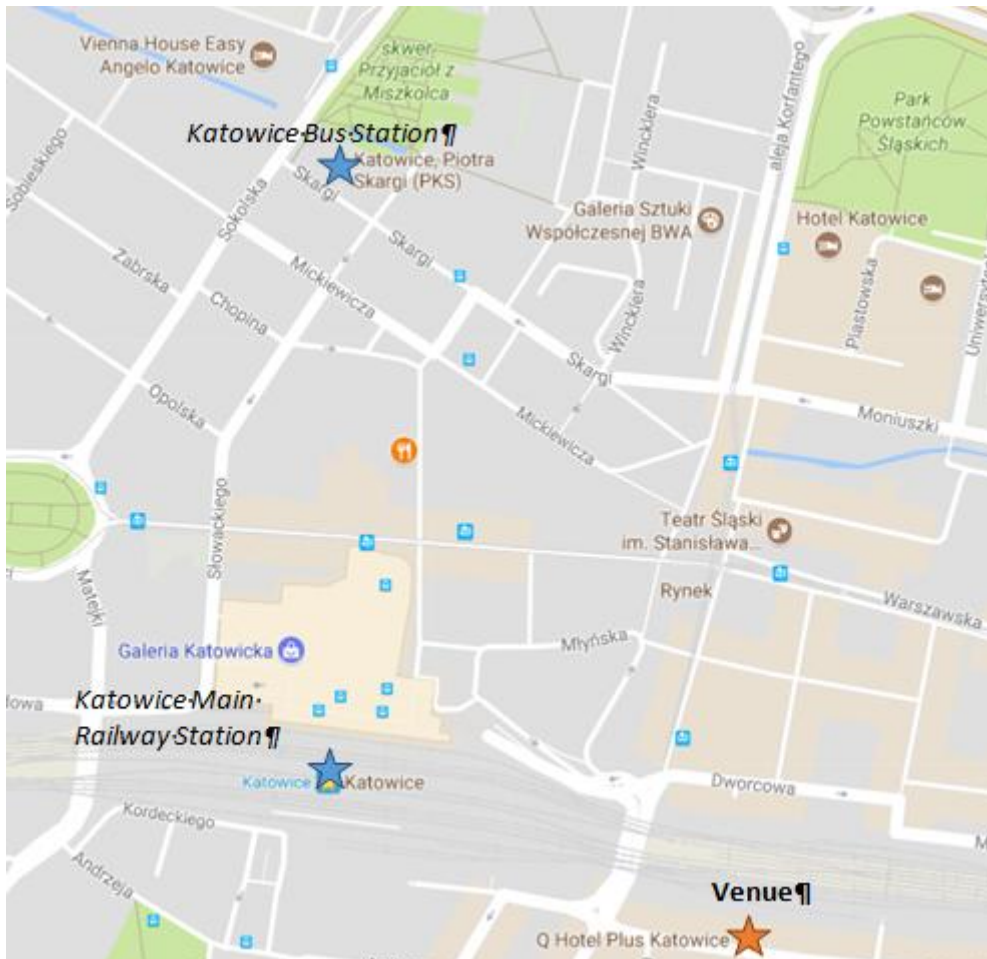 Vienna House Easy
Angelo Katowice
skwer
Przyjaciół z
Miszkolca
aleja Korfantego
Park
Powstańców
Śląskich
Katowice·Bus·Station¶
Katowice, Piotra
Skargi (PKS)
Sobieskiego
Sokolska
Skargi
Wincklera
Galeria Sztuki
Współczesnej BWA
Hotel Katowice
Skargi
Zabrska
Mickiewicza
Chopina
Wincklera
Piastowska
Uniwersyte
Skargi
Opolska
Mickiewicza
Moniuszki
Słowackiego
Teatr Śląski
im. Stanisława...
Matejki
Rynek
Warszawska
Młyńska
Galeria Katowicka
Katowice·Main·
Railway·Station¶
dowa
Katowice
Katowice
Dworcowa
Kordeckiego
M
Andrzeja
Venue¶
Q Hotel Plus Katowice